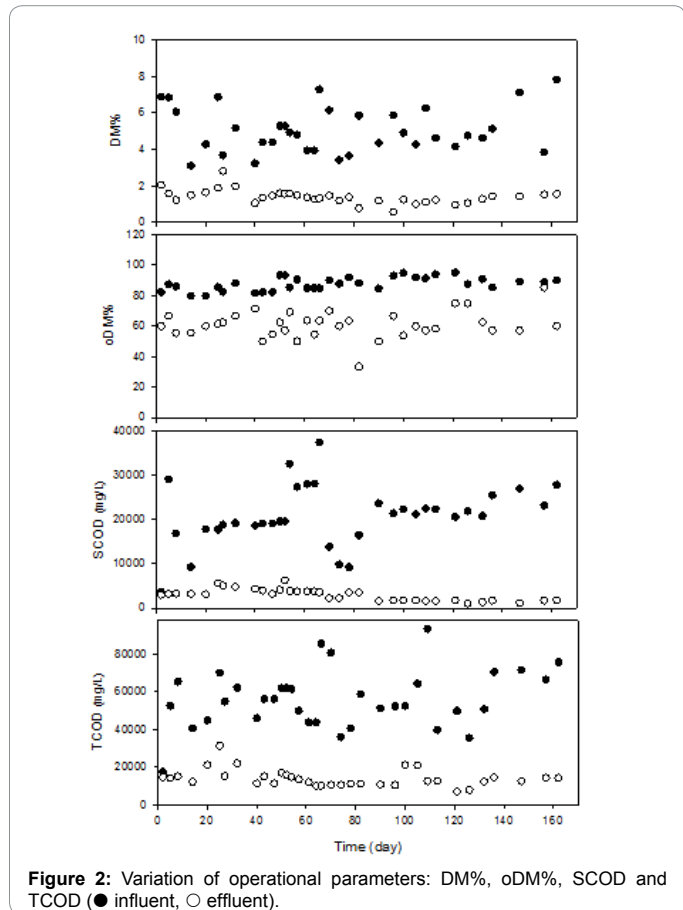 10
8
6
4
2
0
DM%
120
100
80
60
40
20
0
oDM%
40000
30000
20000
10000
0
SCOD (mg/L)
80000
60000
40000
20000
0
TCOD (mg/L)
0 20 40 60 80 100 120 140 160
Time (day)
Figure 2: Variation of operational parameters: DM%, oDM%, SCOD and
TCOD (● influent, ○ effluent).